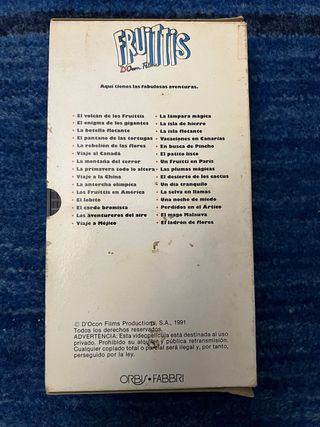 FRUITTIS
D'Ocon Films
Aquí tienes las fabulosas aventuras.
• El volcán de los Fruittis
• El enigma de los gigantes
• La botella flotante
• El pantano de las tortugas
• La rebelión de las flores
• Viaje al Canadá
• La montaña del terror
• La primavera todo lo altera
• Viaje a la China
• La antorcha olímpica
• Los Fruittis en América
• El lobito
• El cardo bromista
• Los aventureros del aire
• Viaje a Méjico
• La lámpara mágica
• La isla de hierro
• La isla flotante
• Vacaciones en Canarias
• En busca de Pincho
• El patito listo
• Un Fruitti en París
• Las plumas mágicas
• El desierto de los cactus
• Un día tranquilo
• La selva en llamas
• Una noche de miedo
• Perdidos en el Ártico
• El mago Malauva
• El ladrón de flores
© D'Ocon Films Productions, S.A., 1991
Todos los derechos reservados.
ADVERTENCIA: Esta videopelícula está destinada al uso
privado. Prohibido su alquiler y pública retransmisión.
Cualquier copiado total o parcial será ilegal y, por tanto,
perseguido por la ley.
ORBIS • FABBRI